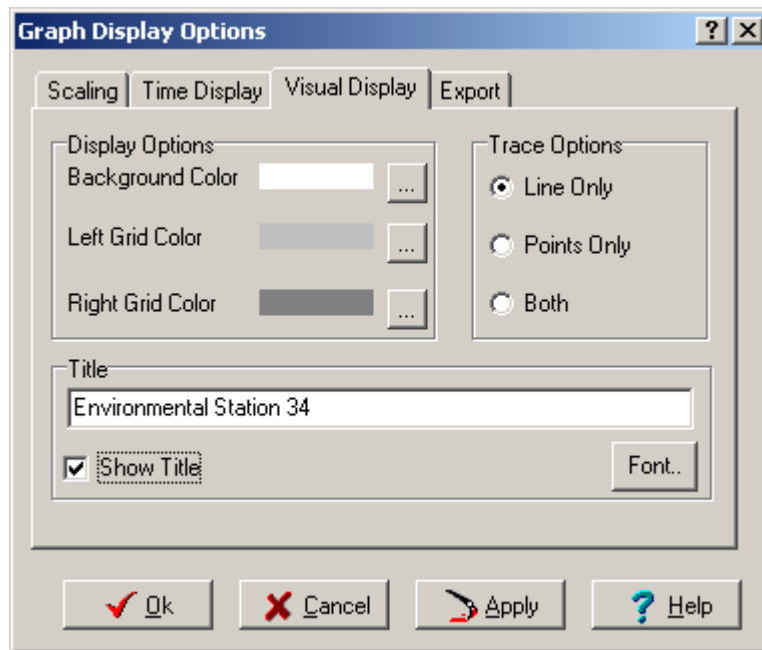 Graph Display Options
Scaling Time Display Visual Display Export
Display Options
Background Color ...
Left Grid Color ...
Right Grid Color ...
Trace Options
Line Only
Points Only
Both
Title
Environmental Station 34
Show Title
Font..
Ok Cancel Apply Help